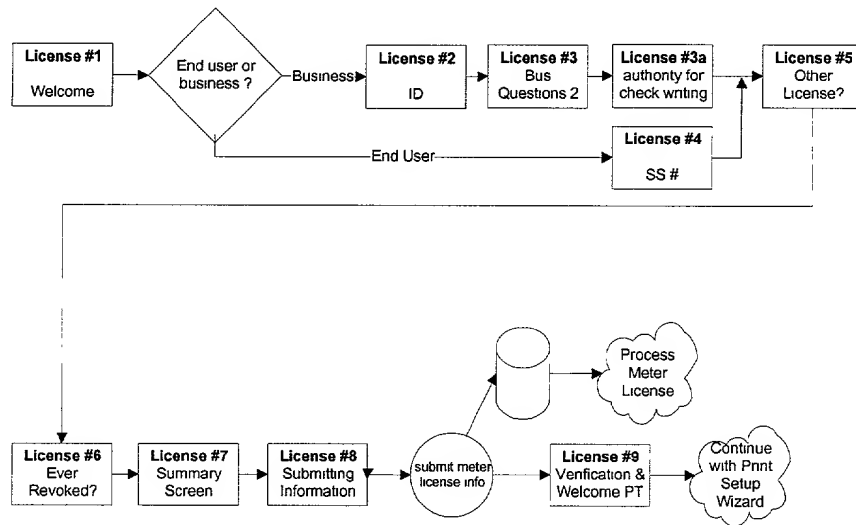 License #1
Welcome
End user or
business ?
Business
License #2
ID
License #3
Bus
Questions 2
License #3a
authority for
check writing
License #5
Other
License?
End User
License #4
SS #
Process
Meter
License
License #6
Ever
Revoked?
License #7
Summary
Screen
License #8
Submitting
Information
submit meter
license info
License #9
Verification &
Welcome PT
Continue
with Print
Setup
Wizard